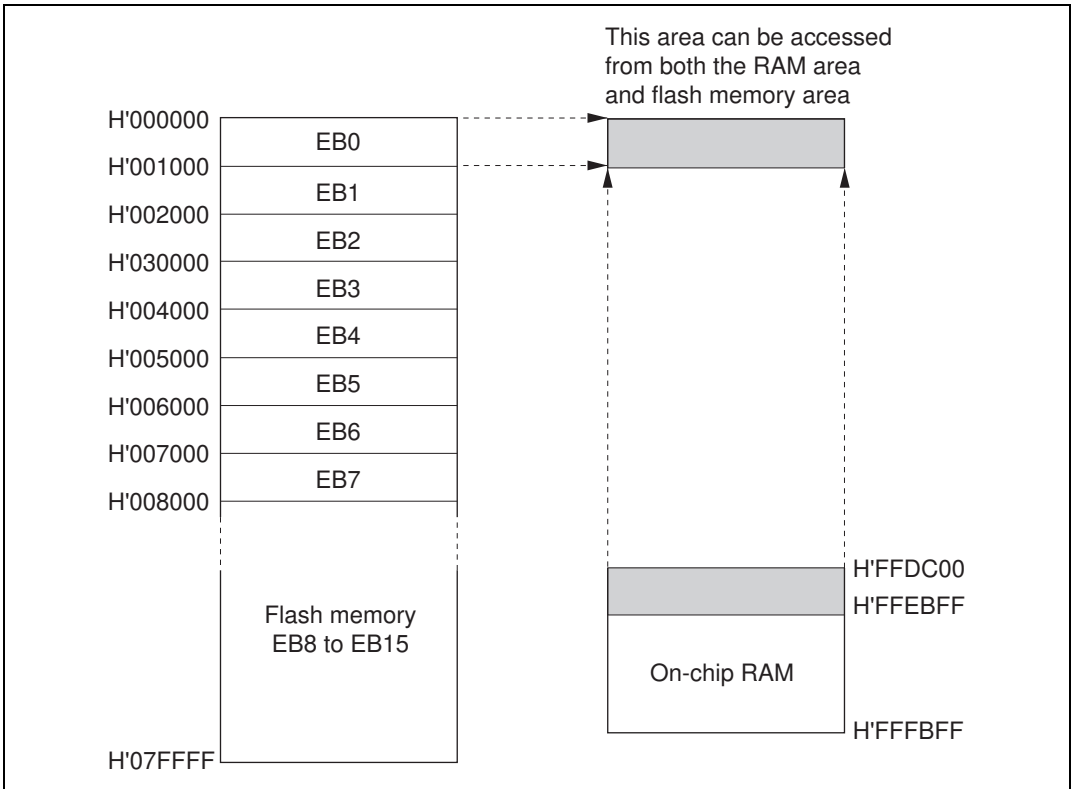 This area can be accessed
from both the RAM area
and flash memory area
H'000000
EB0
H'001000
EB1
H'002000
EB2
H'030000
EB3
H'004000
EB4
H'005000
EB5
H'006000
EB6
H'007000
EB7
H'008000
Flash memory
EB8 to EB15
H'07FFFF
H'FFDC00
H'FFEBFF
On-chip RAM
H'FFFBFF